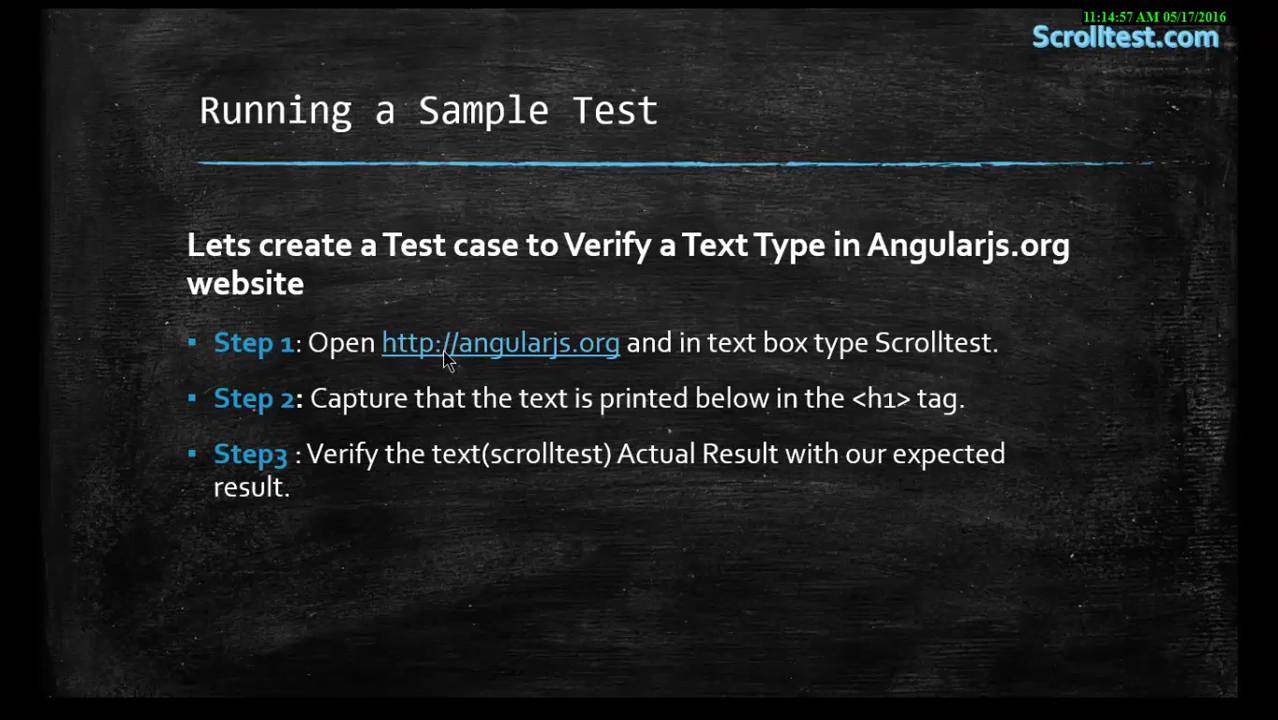 11:14:57 AM 05/17/2016
Scrolltest.com
Running a Sample Test
Lets create a Test case to Verify a Text Type in Angularjs.org
website
▪ Step 1: Open http://angularjs.org and in text box type Scrolltest.
▪ Step 2: Capture that the text is printed below in the <h1> tag.
▪ Step3 : Verify the text(scrolltest) Actual Result with our expected
result.